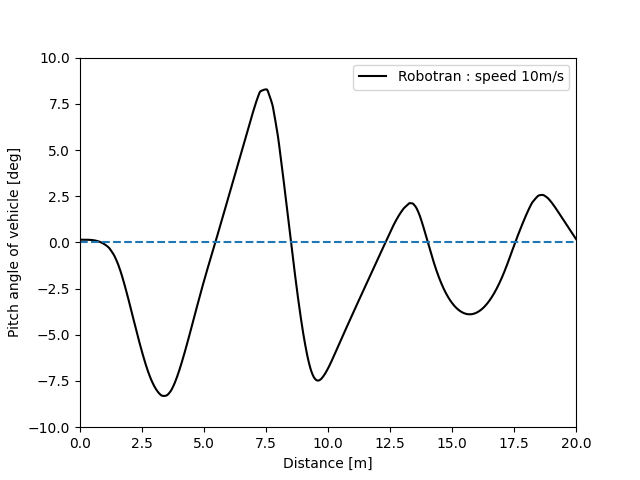 Robotran : speed 10m/s
Pitch angle of vehicle [deg]
10.0
7.5
5.0
2.5
0.0
−2.5
−5.0
−7.5
−10.0
0.0 2.5 5.0 7.5 10.0 12.5 15.0 17.5 20.0
Distance [m]